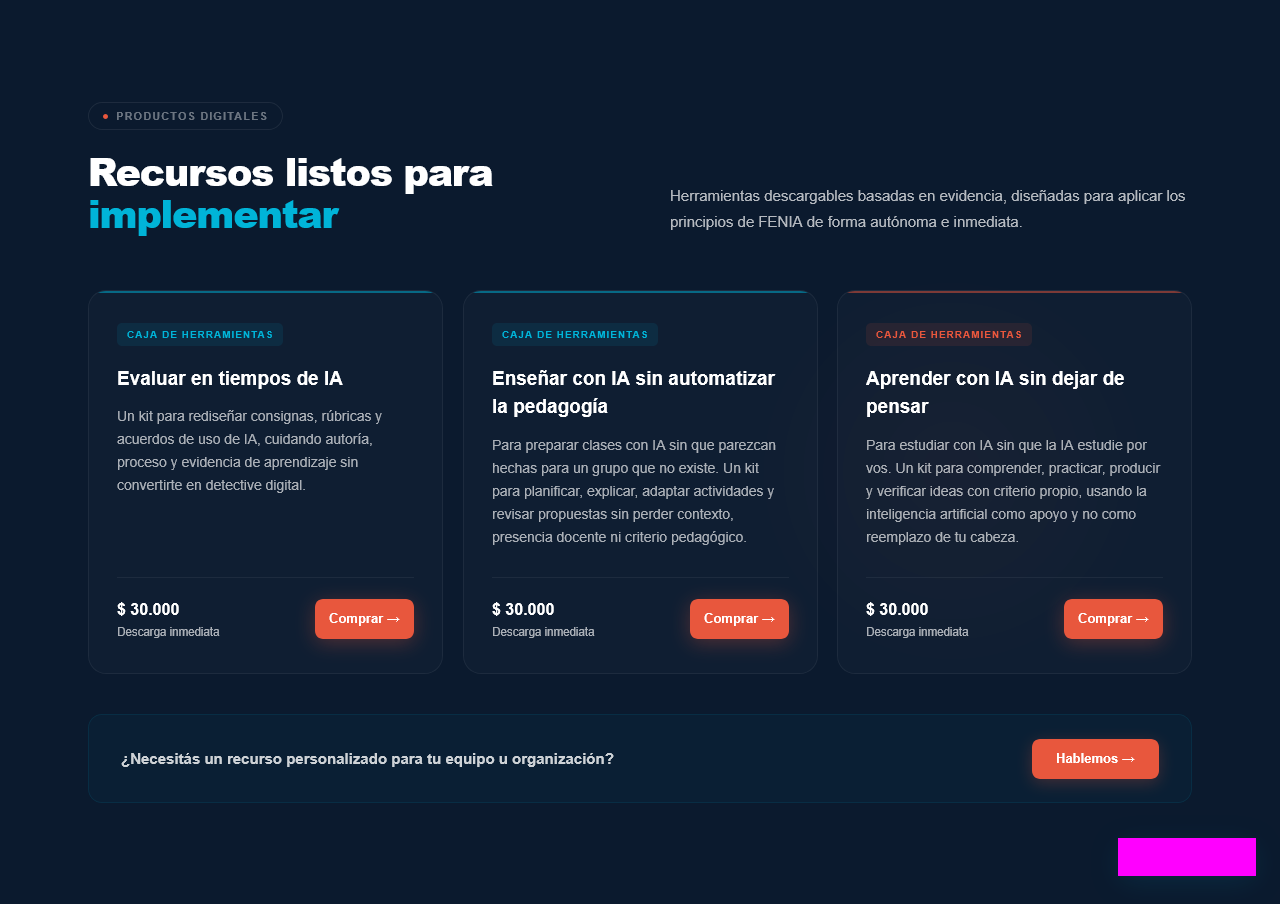 PRODUCTOS DIGITALES
Recursos listos para
implementar
Herramientas descargables basadas en evidencia, diseñadas para aplicar los
principios de FENIA de forma autónoma e inmediata.
CAJA DE HERRAMIENTAS
Evaluar en tiempos de IA
Un kit para rediseñar consignas, rúbricas y
acuerdos de uso de IA, cuidando autoría,
proceso y evidencia de aprendizaje sin
convertirte en detective digital.
$ 30.000
Descarga inmediata
Comprar →
CAJA DE HERRAMIENTAS
Enseñar con IA sin automatizar
la pedagogía
Para preparar clases con IA sin que parezcan
hechas para un grupo que no existe. Un kit
para planificar, explicar, adaptar actividades y
revisar propuestas sin perder contexto,
presencia docente ni criterio pedagógico.
$ 30.000
Descarga inmediata
Comprar →
CAJA DE HERRAMIENTAS
Aprender con IA sin dejar de
pensar
Para estudiar con IA sin que la IA estudie por
vos. Un kit para comprender, practicar, producir
y verificar ideas con criterio propio, usando la
inteligencia artificial como apoyo y no como
reemplazo de tu cabeza.
$ 30.000
Descarga inmediata
Comprar →
¿Necesitás un recurso personalizado para tu equipo u organización?
Hablemos →